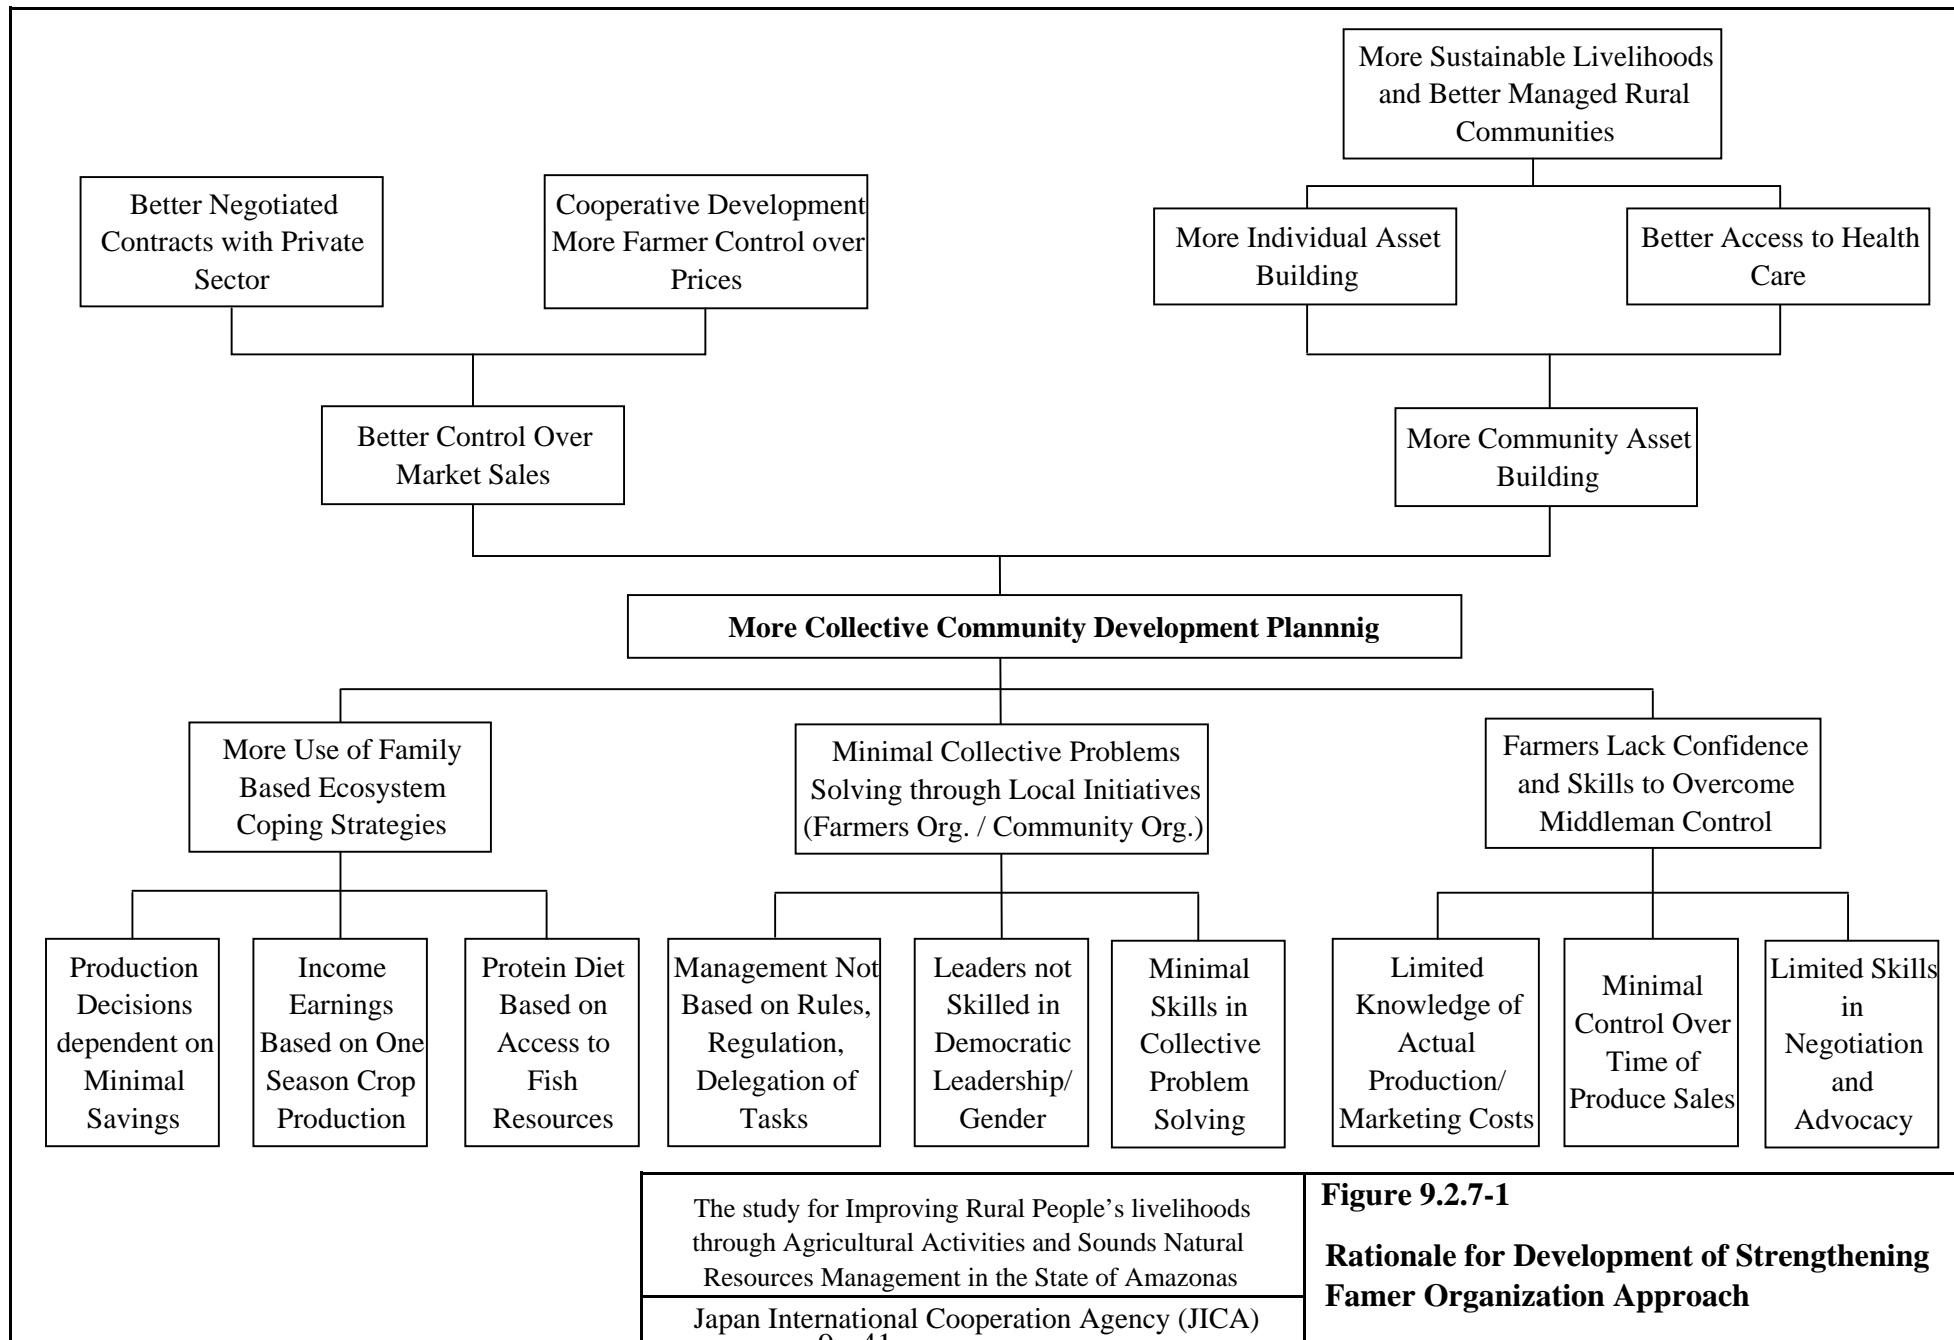 More Sustainable Livelihoods
and Better Managed Rural
Communities
Better Negotiated
Contracts with Private
Sector
Cooperative Development
More Farmer Control over
Prices
More Individual Asset
Building
Better Access to Health
Care
Better Control Over
Market Sales
More Community Asset
Building
More Collective Community Development Plannnig
More Use of Family
Based Ecosystem
Coping Strategies
Minimal Collective Problems
Solving through Local Initiatives
(Farmers Org. / Community Org.)
Farmers Lack Confidence
and Skills to Overcome
Middleman Control
Production
Decisions
dependent on
Minimal
Savings
Income
Earnings
Based on One
Season Crop
Production
Protein Diet
Based on
Access to
Fish
Resources
Management Not
Based on Rules,
Regulation,
Delegation of
Tasks
Leaders not
Skilled in
Democratic
Leadership/
Gender
Minimal
Skills in
Collective
Problem
Solving
Limited
Knowledge of
Actual
Production/
Marketing Costs
Minimal
Control Over
Time of
Produce Sales
Limited Skills
in
Negotiation
and
Advocacy
The study for Improving Rural People’s livelihoods
through Agricultural Activities and Sounds Natural
Resources Management in the State of Amazonas
Japan International Cooperation Agency (JICA)
Figure 9.2.7-1
Rationale for Development of Strengthening
Famer Organization Approach